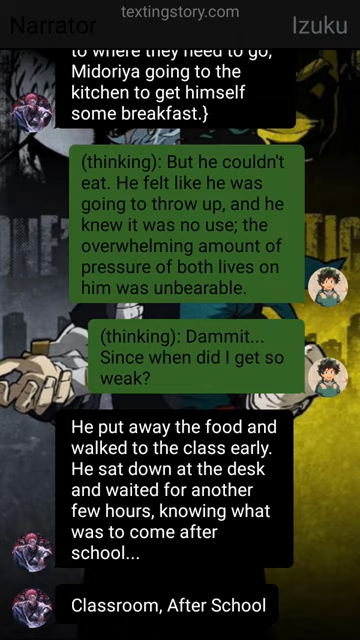 textingstory.com
Narrator
Izuku
to where they need to go,
Midoriya going to the
kitchen to get himself
some breakfast.}
(thinking): But he couldn't
eat. He felt like he was
going to throw up, and he
knew it was no use; the
overwhelming amount of
pressure of both lives on
him was unbearable.
(thinking): Dammit...
Since when did I get so
weak?
He put away the food and
walked to the class early.
He sat down at the desk
and waited for another
few hours, knowing what
was to come after
school...
Classroom, After School